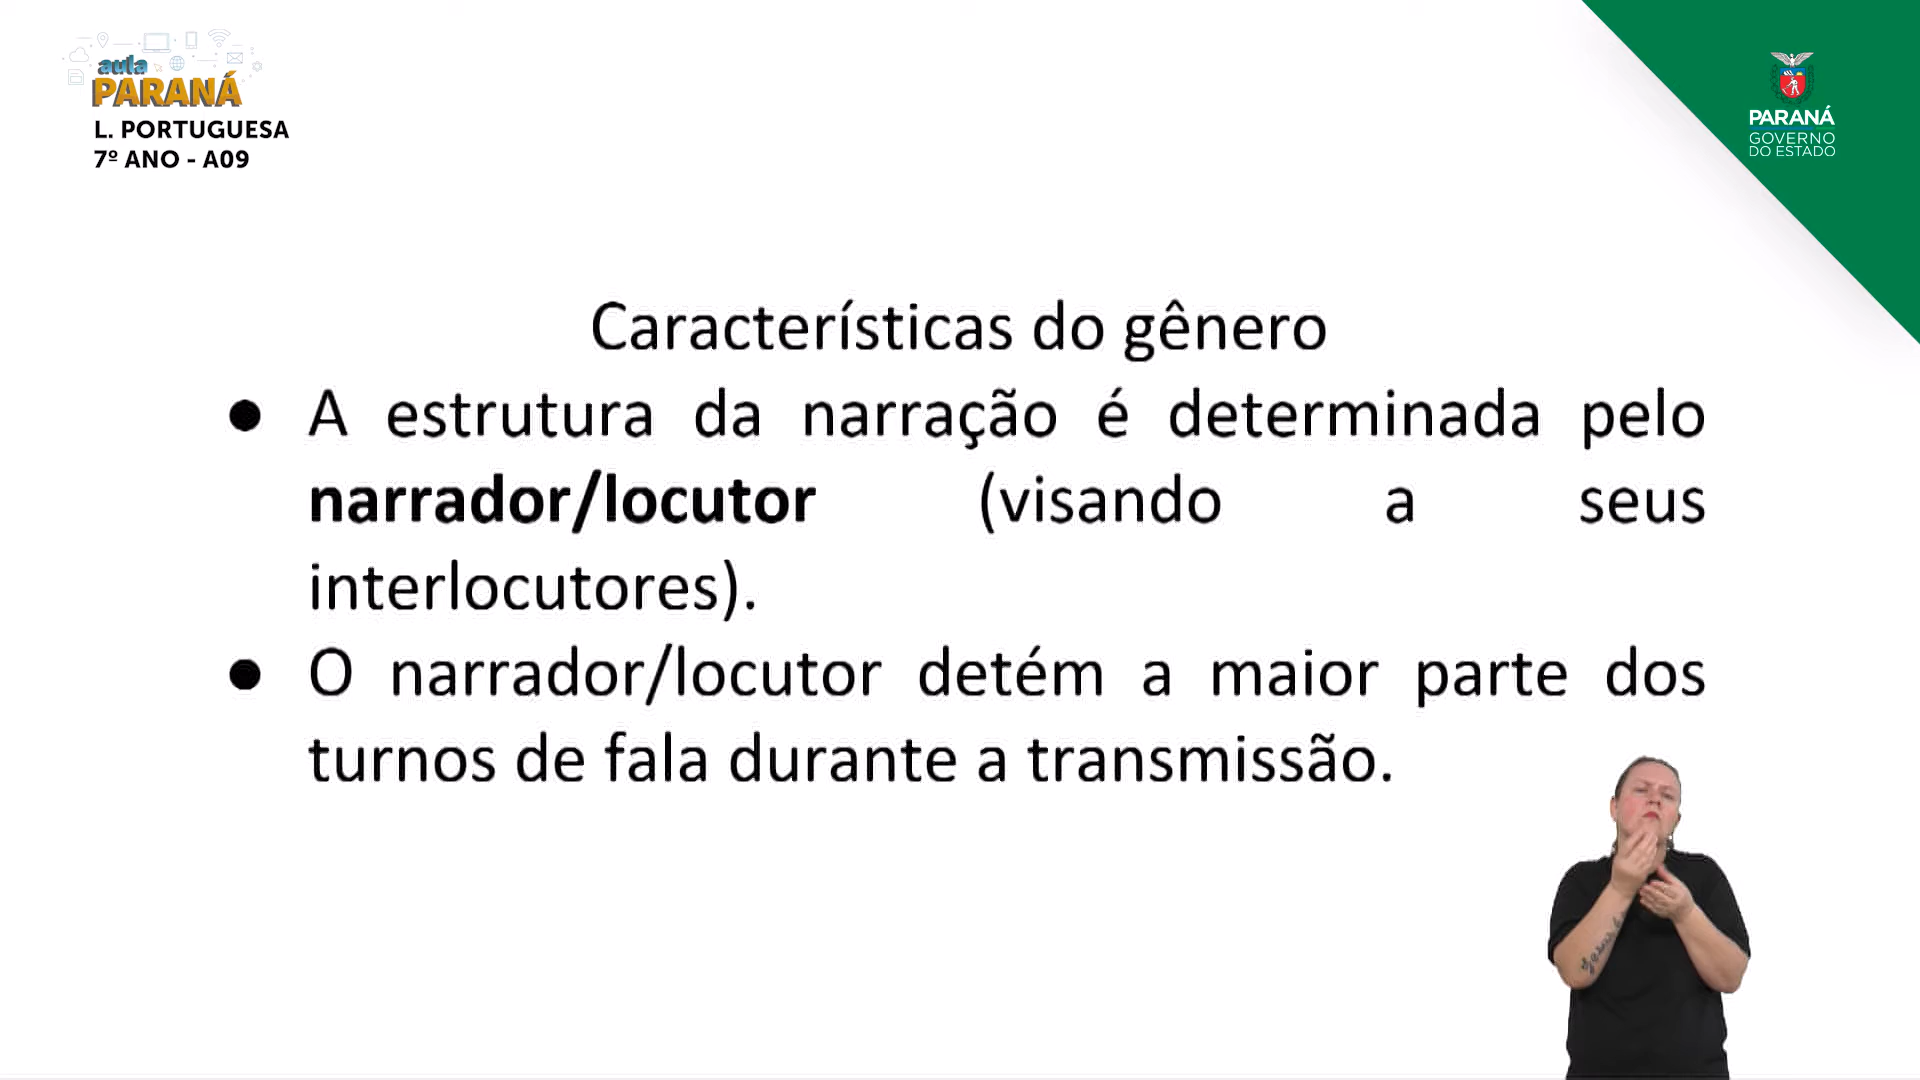 aula
PARANÁ
L. PORTUGUESA
7º ANO - A09
PARANÁ
GOVERNO
DO ESTADO
Características do gênero
● A estrutura da narração é determinada pelo
narrador/locutor (visando a seus
interlocutores).
● O narrador/locutor detém a maior parte dos
turnos de fala durante a transmissão.